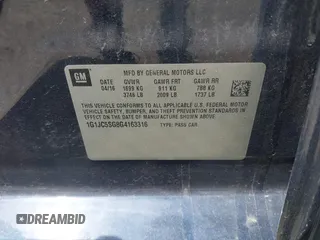 GM
MFD BY GENERAL MOTORS LLC
DATE GVWR GAWR FRT GAWR RR
04/16 1699 KG 911 KG 788 KG
3746 LB 2009 LB 1737 LB
THIS VEHICLE CONFORMS TO ALL APPLICABLE U.S. FEDERAL MOTOR
VEHICLE SAFETY, BUMPER, AND THEFT PREVENTION STANDARDS
IN EFFECT ON THE DATE OF MANUFACTURE SHOWN ABOVE.
1G1JC5SG8G4163316 TYPE: PASS CAR
DREAMBID